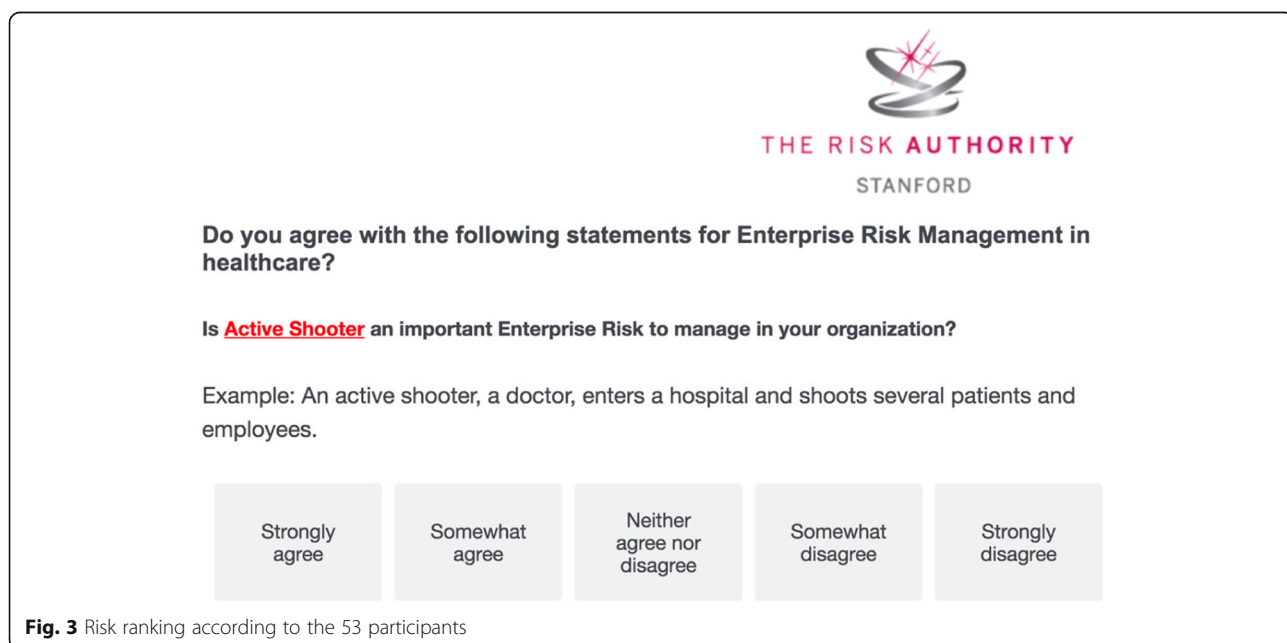 THE RISK AUTHORITY
STANFORD
Do you agree with the following statements for Enterprise Risk Management in
healthcare?
Is Active Shooter an important Enterprise Risk to manage in your organization?
Example: An active shooter, a doctor, enters a hospital and shoots several patients and
employees.
Strongly
agree
Somewhat
agree
Neither
agree nor
disagree
Somewhat
disagree
Strongly
disagree
Fig. 3 Risk ranking according to the 53 participants